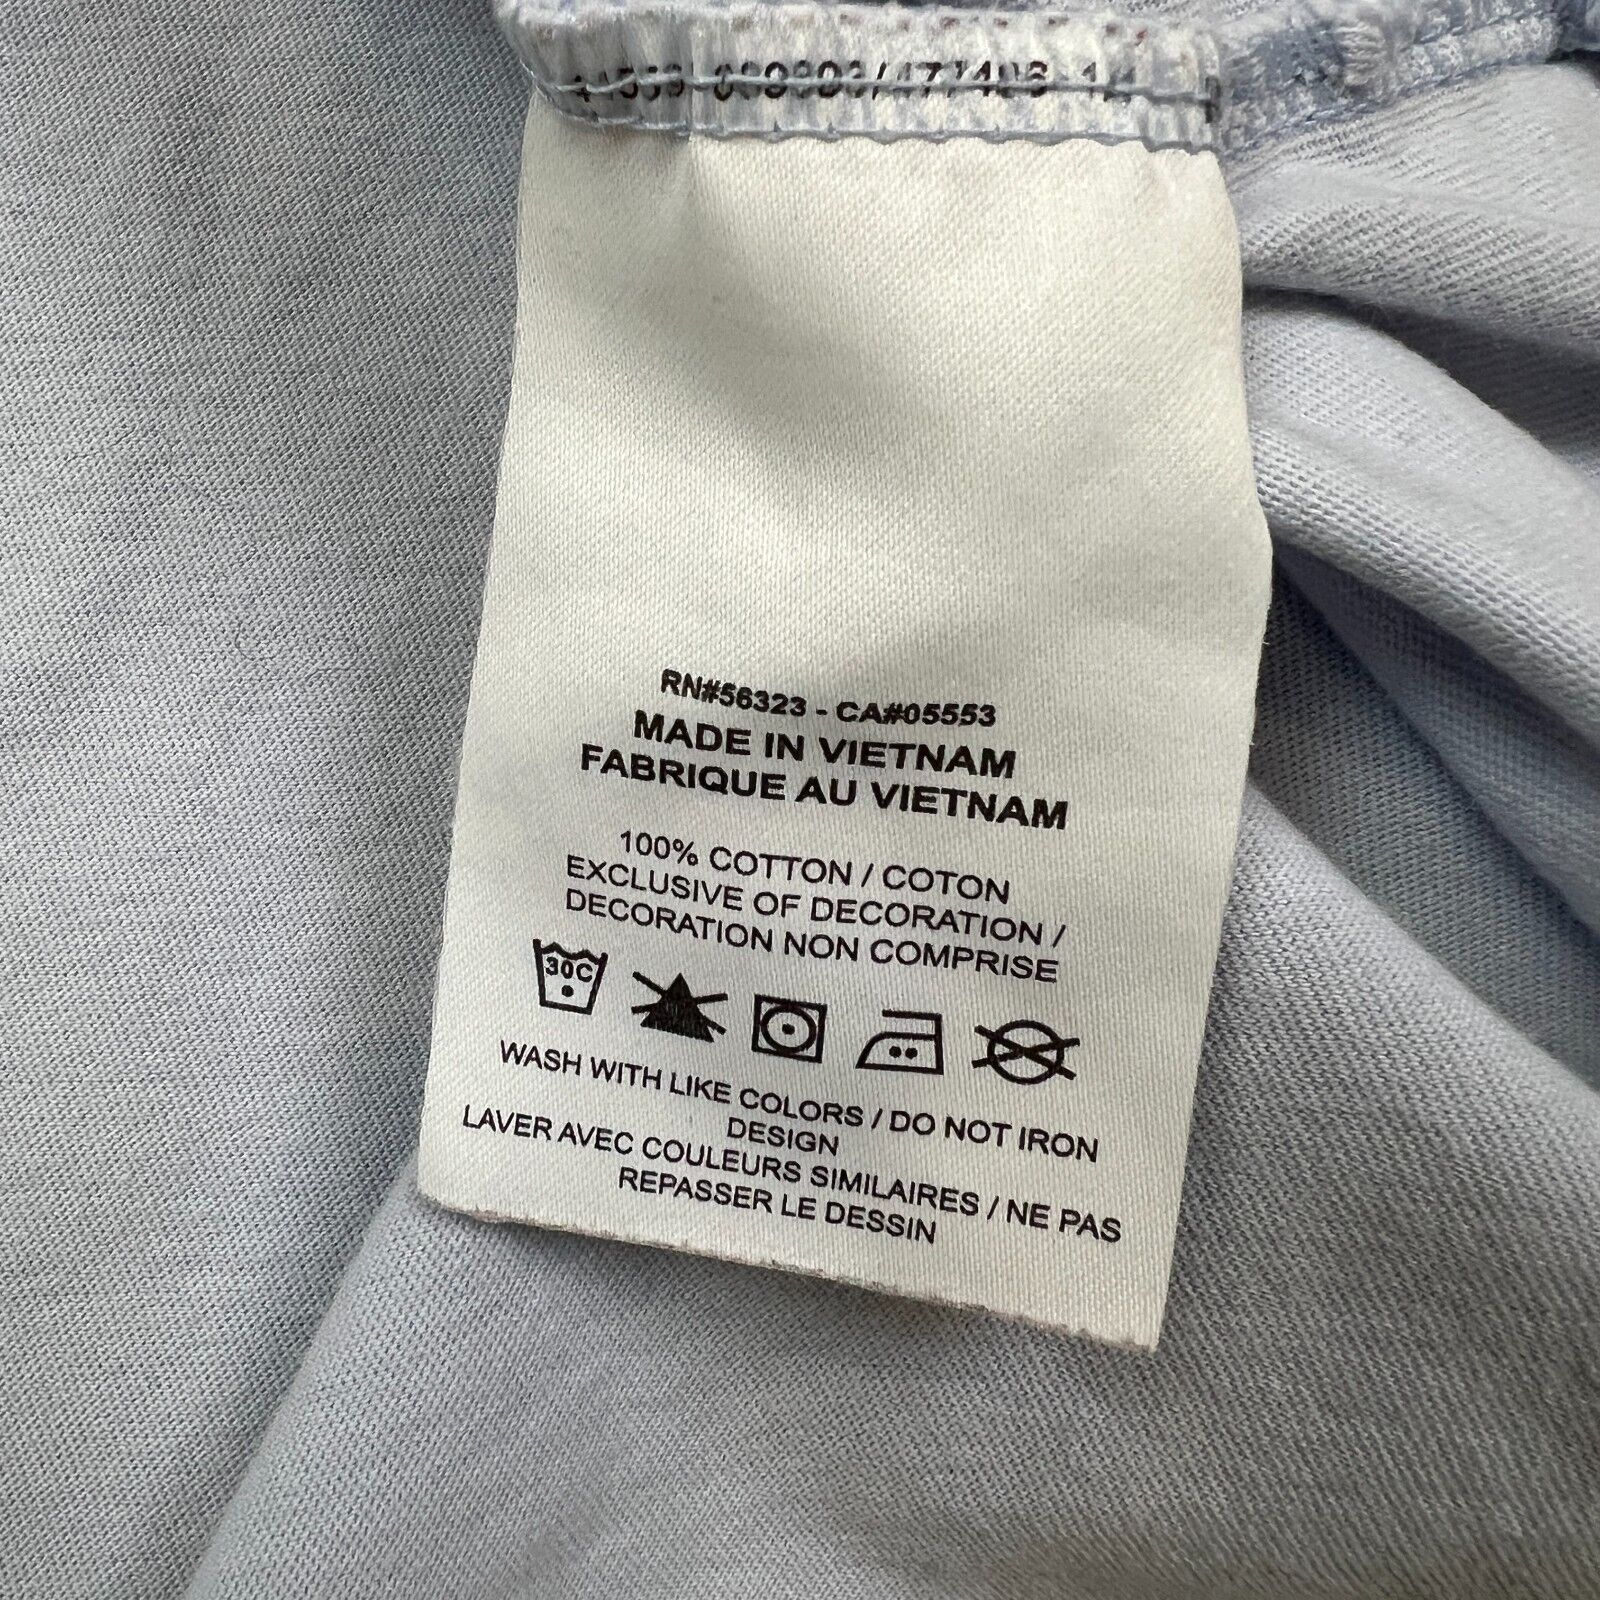 RN#56323 - CA#05553
MADE IN VIETNAM
FABRIQUE AU VIETNAM
100% COTTON / COTON
EXCLUSIVE OF DECORATION /
DECORATION NON COMPRISE
30C
WASH WITH LIKE COLORS / DO NOT IRON
DESIGN
LAVER AVEC COULEURS SIMILAIRES / NE PAS
REPASSER LE DESSIN